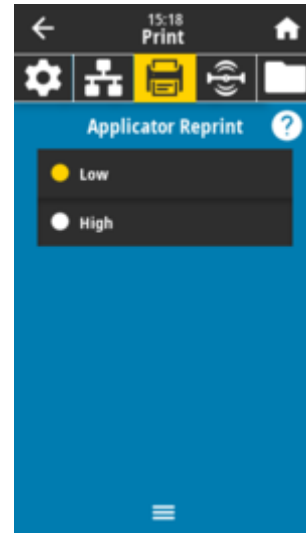 15:18
Print
Applicator Reprint
?
Low
High